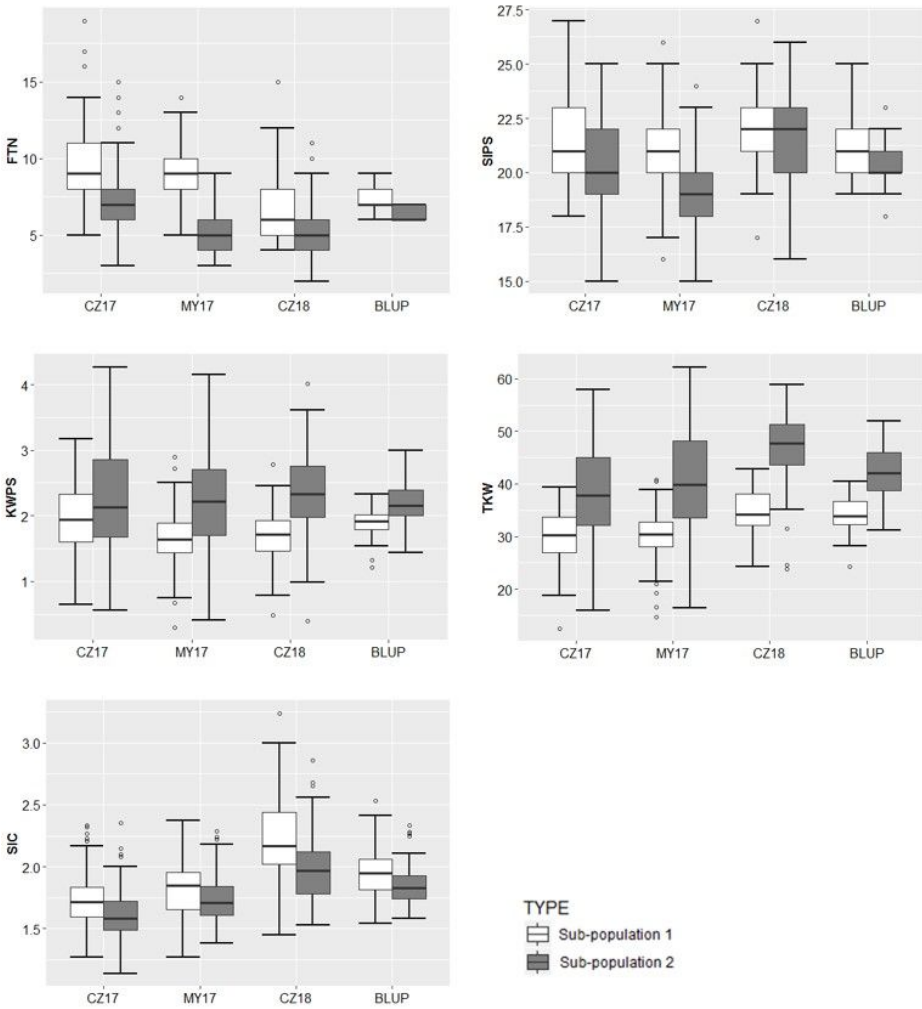 FTN
15
10
5
CZ17 MY17 CZ18 BLUP
SIPS
27.5
25.0
22.5
20.0
17.5
15.0
CZ17 MY17 CZ18 BLUP
KWPS
4
3
2
1
CZ17 MY17 CZ18 BLUP
TKW
60
50
40
30
20
CZ17 MY17 CZ18 BLUP
SIC
3.0
2.5
2.0
1.5
CZ17 MY17 CZ18 BLUP
TYPE
Sub-population 1
Sub-population 2